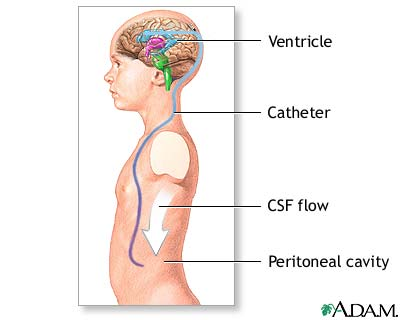 Ventricle
Catheter
CSF flow
Peritoneal cavity
A.D.A.M.